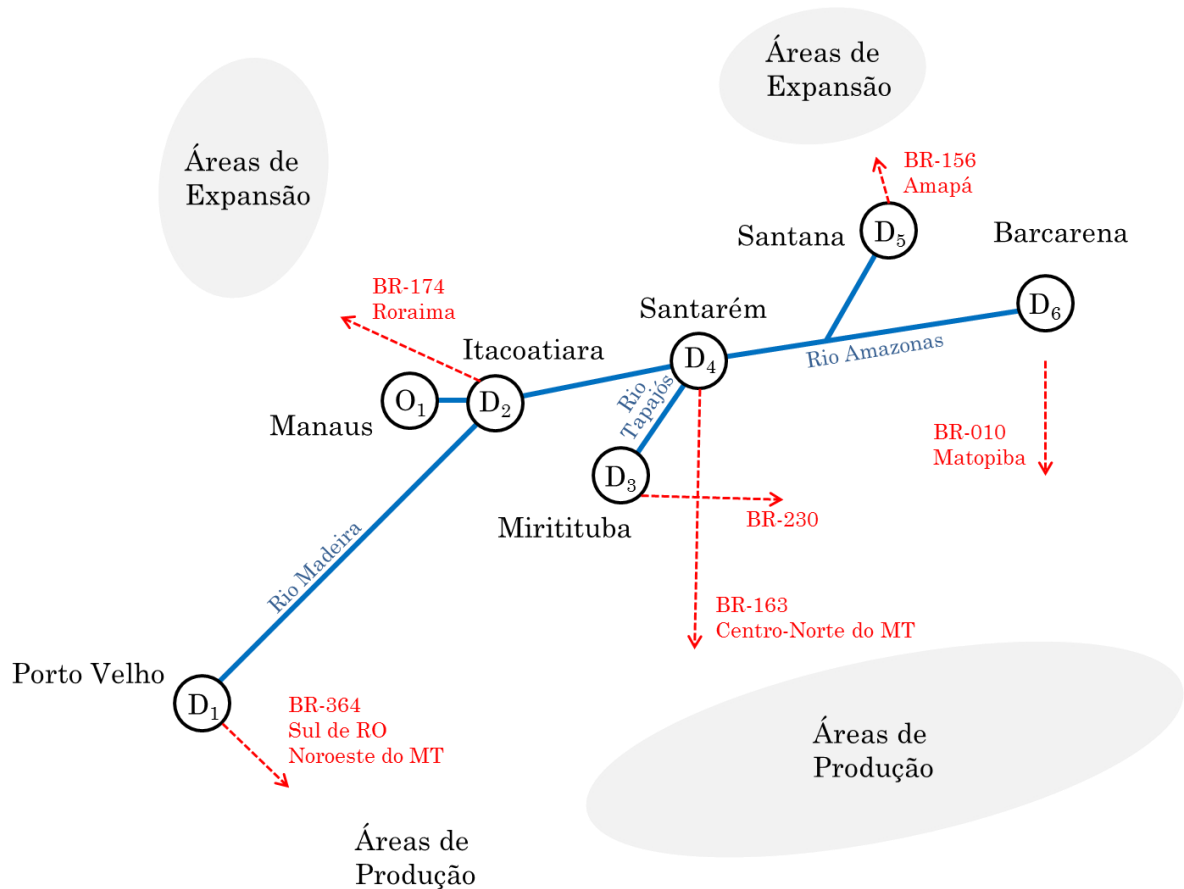 Áreas de
Expansão
Áreas de
Expansão
BR-156
Amapá
Santana
D5
Barcarena
D6
BR-174
Roraima
Santarém
D4
Rio Amazonas
Itacoatiara
D2
O1
Manaus
Rio
Tapajós
D3
Miritituba
BR-230
BR-010
Matopiba
Rio Madeira
BR-163
Centro-Norte do MT
Porto Velho
D1
BR-364
Sul de RO
Noroeste do MT
Áreas de
Produção
Áreas de
Produção